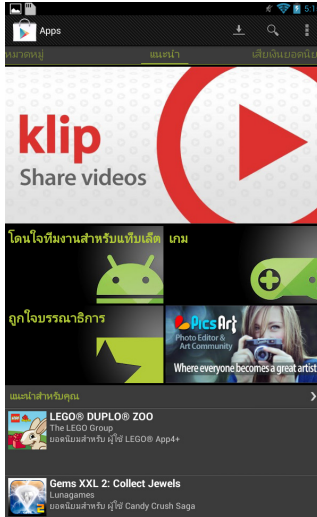 5:1
Apps
หมวดหมู่ แนะนำ เสียเงินยอดนิย
klip
Share videos
โดนใจทีมงานสำหรับแท็บเล็ต เกม
ถูกใจบรรณาธิการ
PicsArt
Photo Editor &
Art Community
Where everyone becomes a great artist
แนะนำสำหรับคุณ
LEGO® DUPLO® ZOO
The LEGO Group
ยอดนิยมสำหรับ ผู้ใช้ LEGO® App4+
Gems XXL 2: Collect Jewels
Lunagames
ยอดนิยมสำหรับ ผู้ใช้ Candy Crush Saga